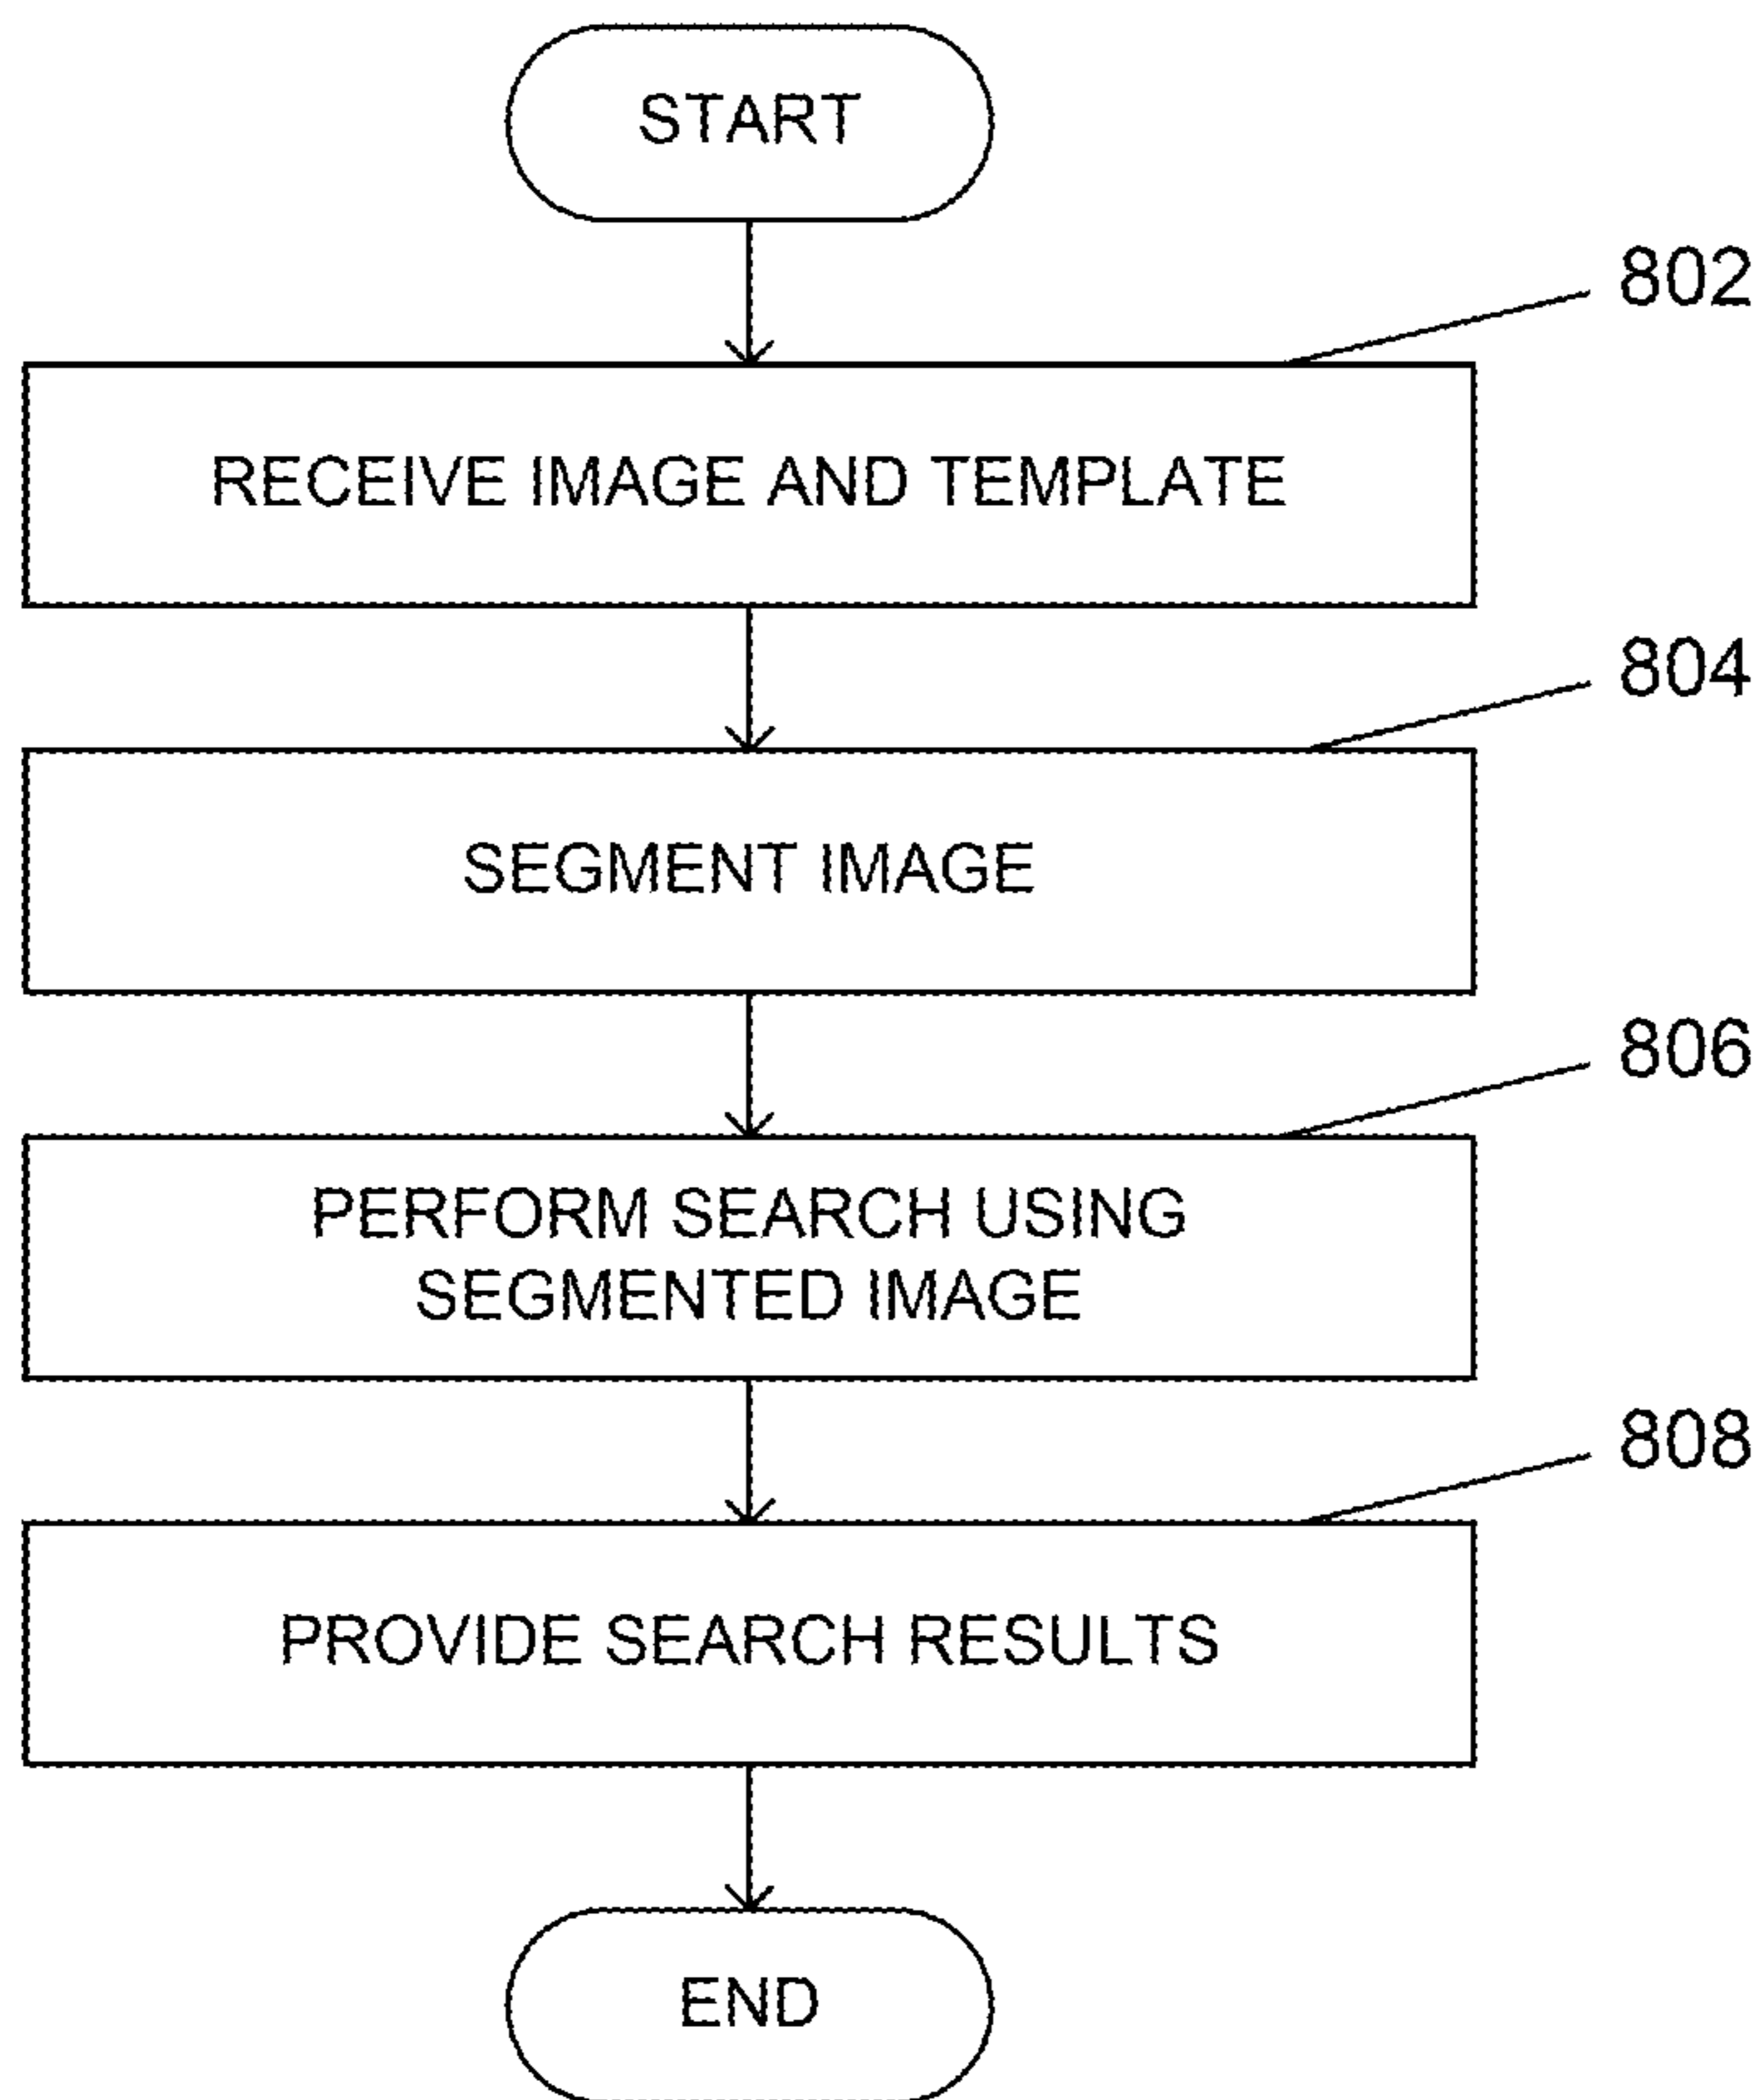 START
802
RECEIVE IMAGE AND TEMPLATE
804
SEGMENT IMAGE
806
PERFORM SEARCH USING
SEGMENTED IMAGE
808
PROVIDE SEARCH RESULTS
END